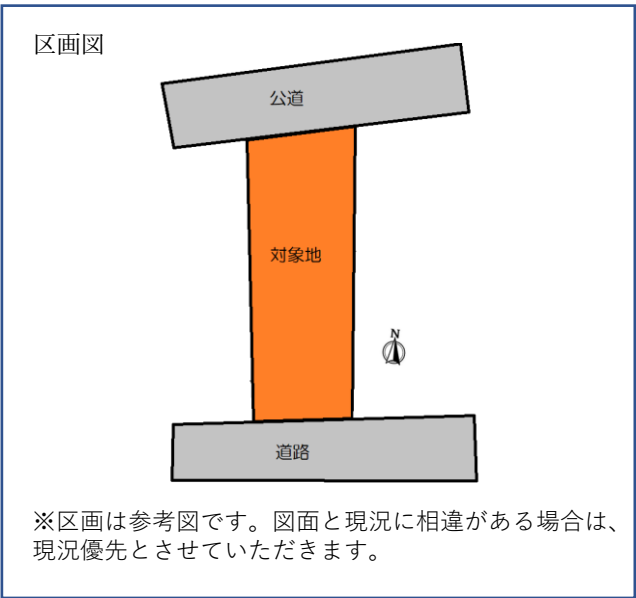 区画図
公道
対象地
N
道路
※区画は参考図です。図面と現況に相違がある場合は、
現況優先とさせていただきます。